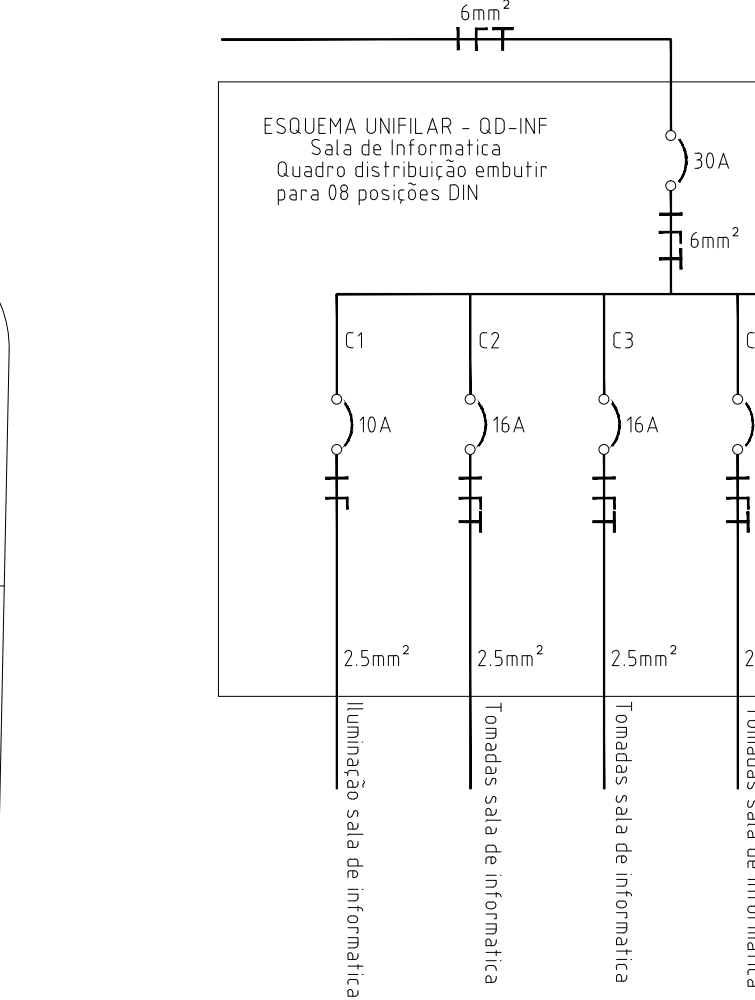 6mm²
ESQUEMA UNIFILAR - QD-INF
Sala de Informatica
Quadro distribuição embutir
para 08 posições DIN
30A
6mm²
C1
C2
C3
10A
16A
16A
2.5mm²
2.5mm²
2.5mm²
Iluminação sala de informatica
Tomadas sala de informatica
Tomadas sala de informatica